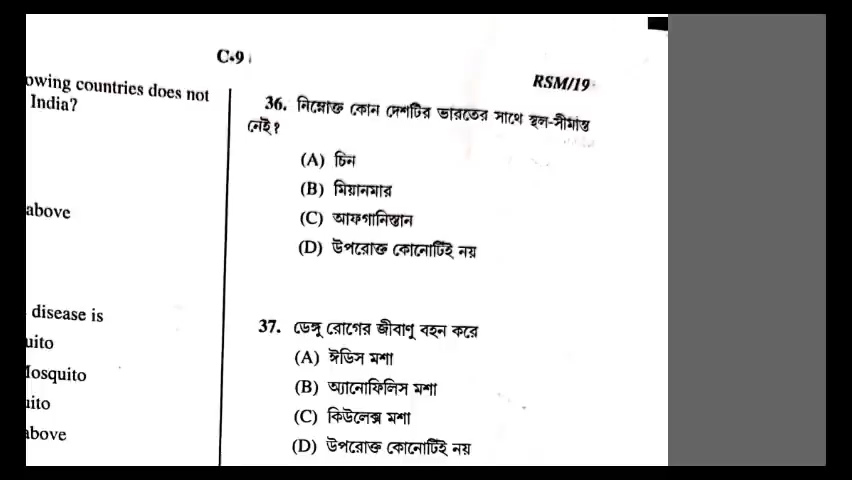 C-9
RSM/19
owing countries does not
India?
above
disease is
uito
Mosquito
uito
above
36. নিম্নোক্ত কোন দেশটির ভারতের সাথে স্থল-সীমান্ত
নেই?
(A) চিন
(B) মিয়ানমার
(C) আফগানিস্তান
(D) উপরোক্ত কোনোটিই নয়
37. ডেঙ্গু রোগের জীবাণু বহন করে
(A) ঈডিস মশা
(B) অ্যানোফিলিস মশা
(C) কিউলেক্স মশা
(D) উপরোক্ত কোনোটিই নয়